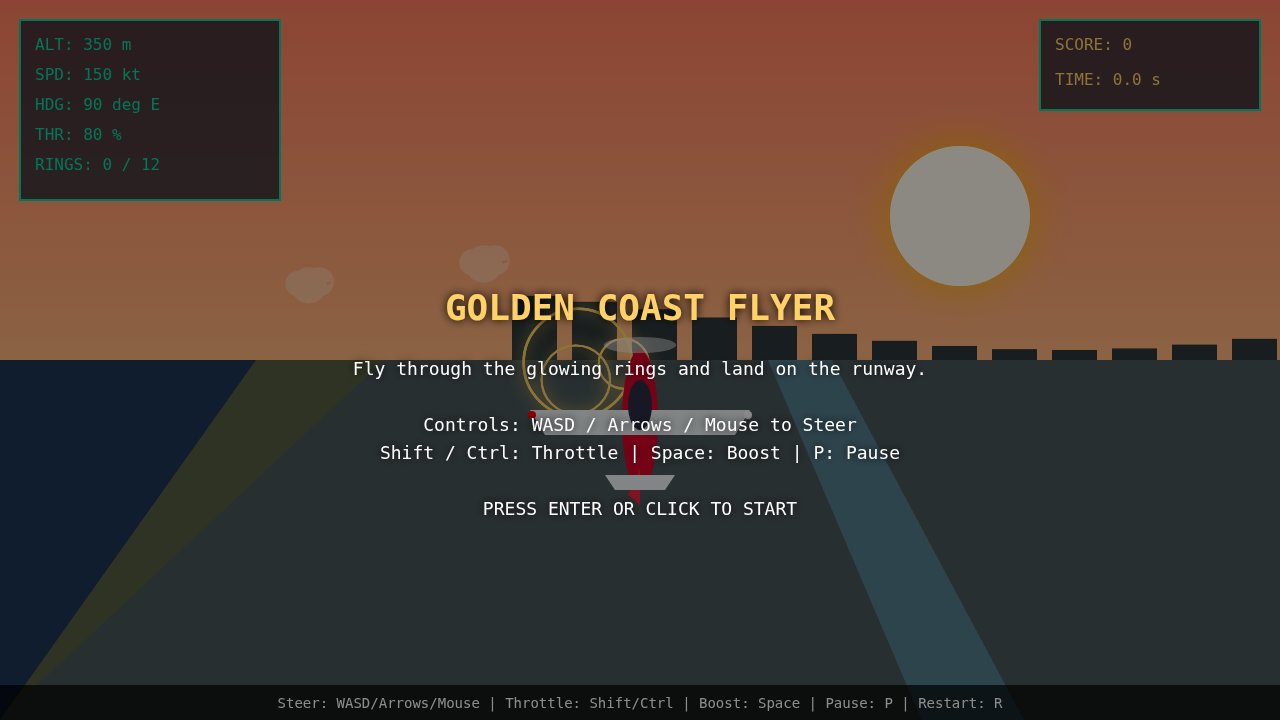 ALT: 350 m
SPD: 150 kt
HDG: 90 deg E
THR: 80 %
RINGS: 0 / 12
SCORE: 0
TIME: 0.0 s
GOLDEN COAST FLYER
Fly through the glowing rings and land on the runway.
Controls: WASD / Arrows / Mouse to Steer
Shift / Ctrl: Throttle | Space: Boost | P: Pause
PRESS ENTER OR CLICK TO START
Steer: WASD/Arrows/Mouse | Throttle: Shift/Ctrl | Boost: Space | Pause: P | Restart: R